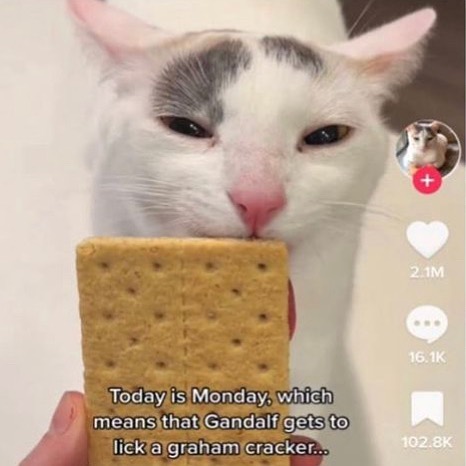 2.1M
16.1K
Today is Monday, which
means that Gandalf gets to
lick a graham cracker...
102.8K